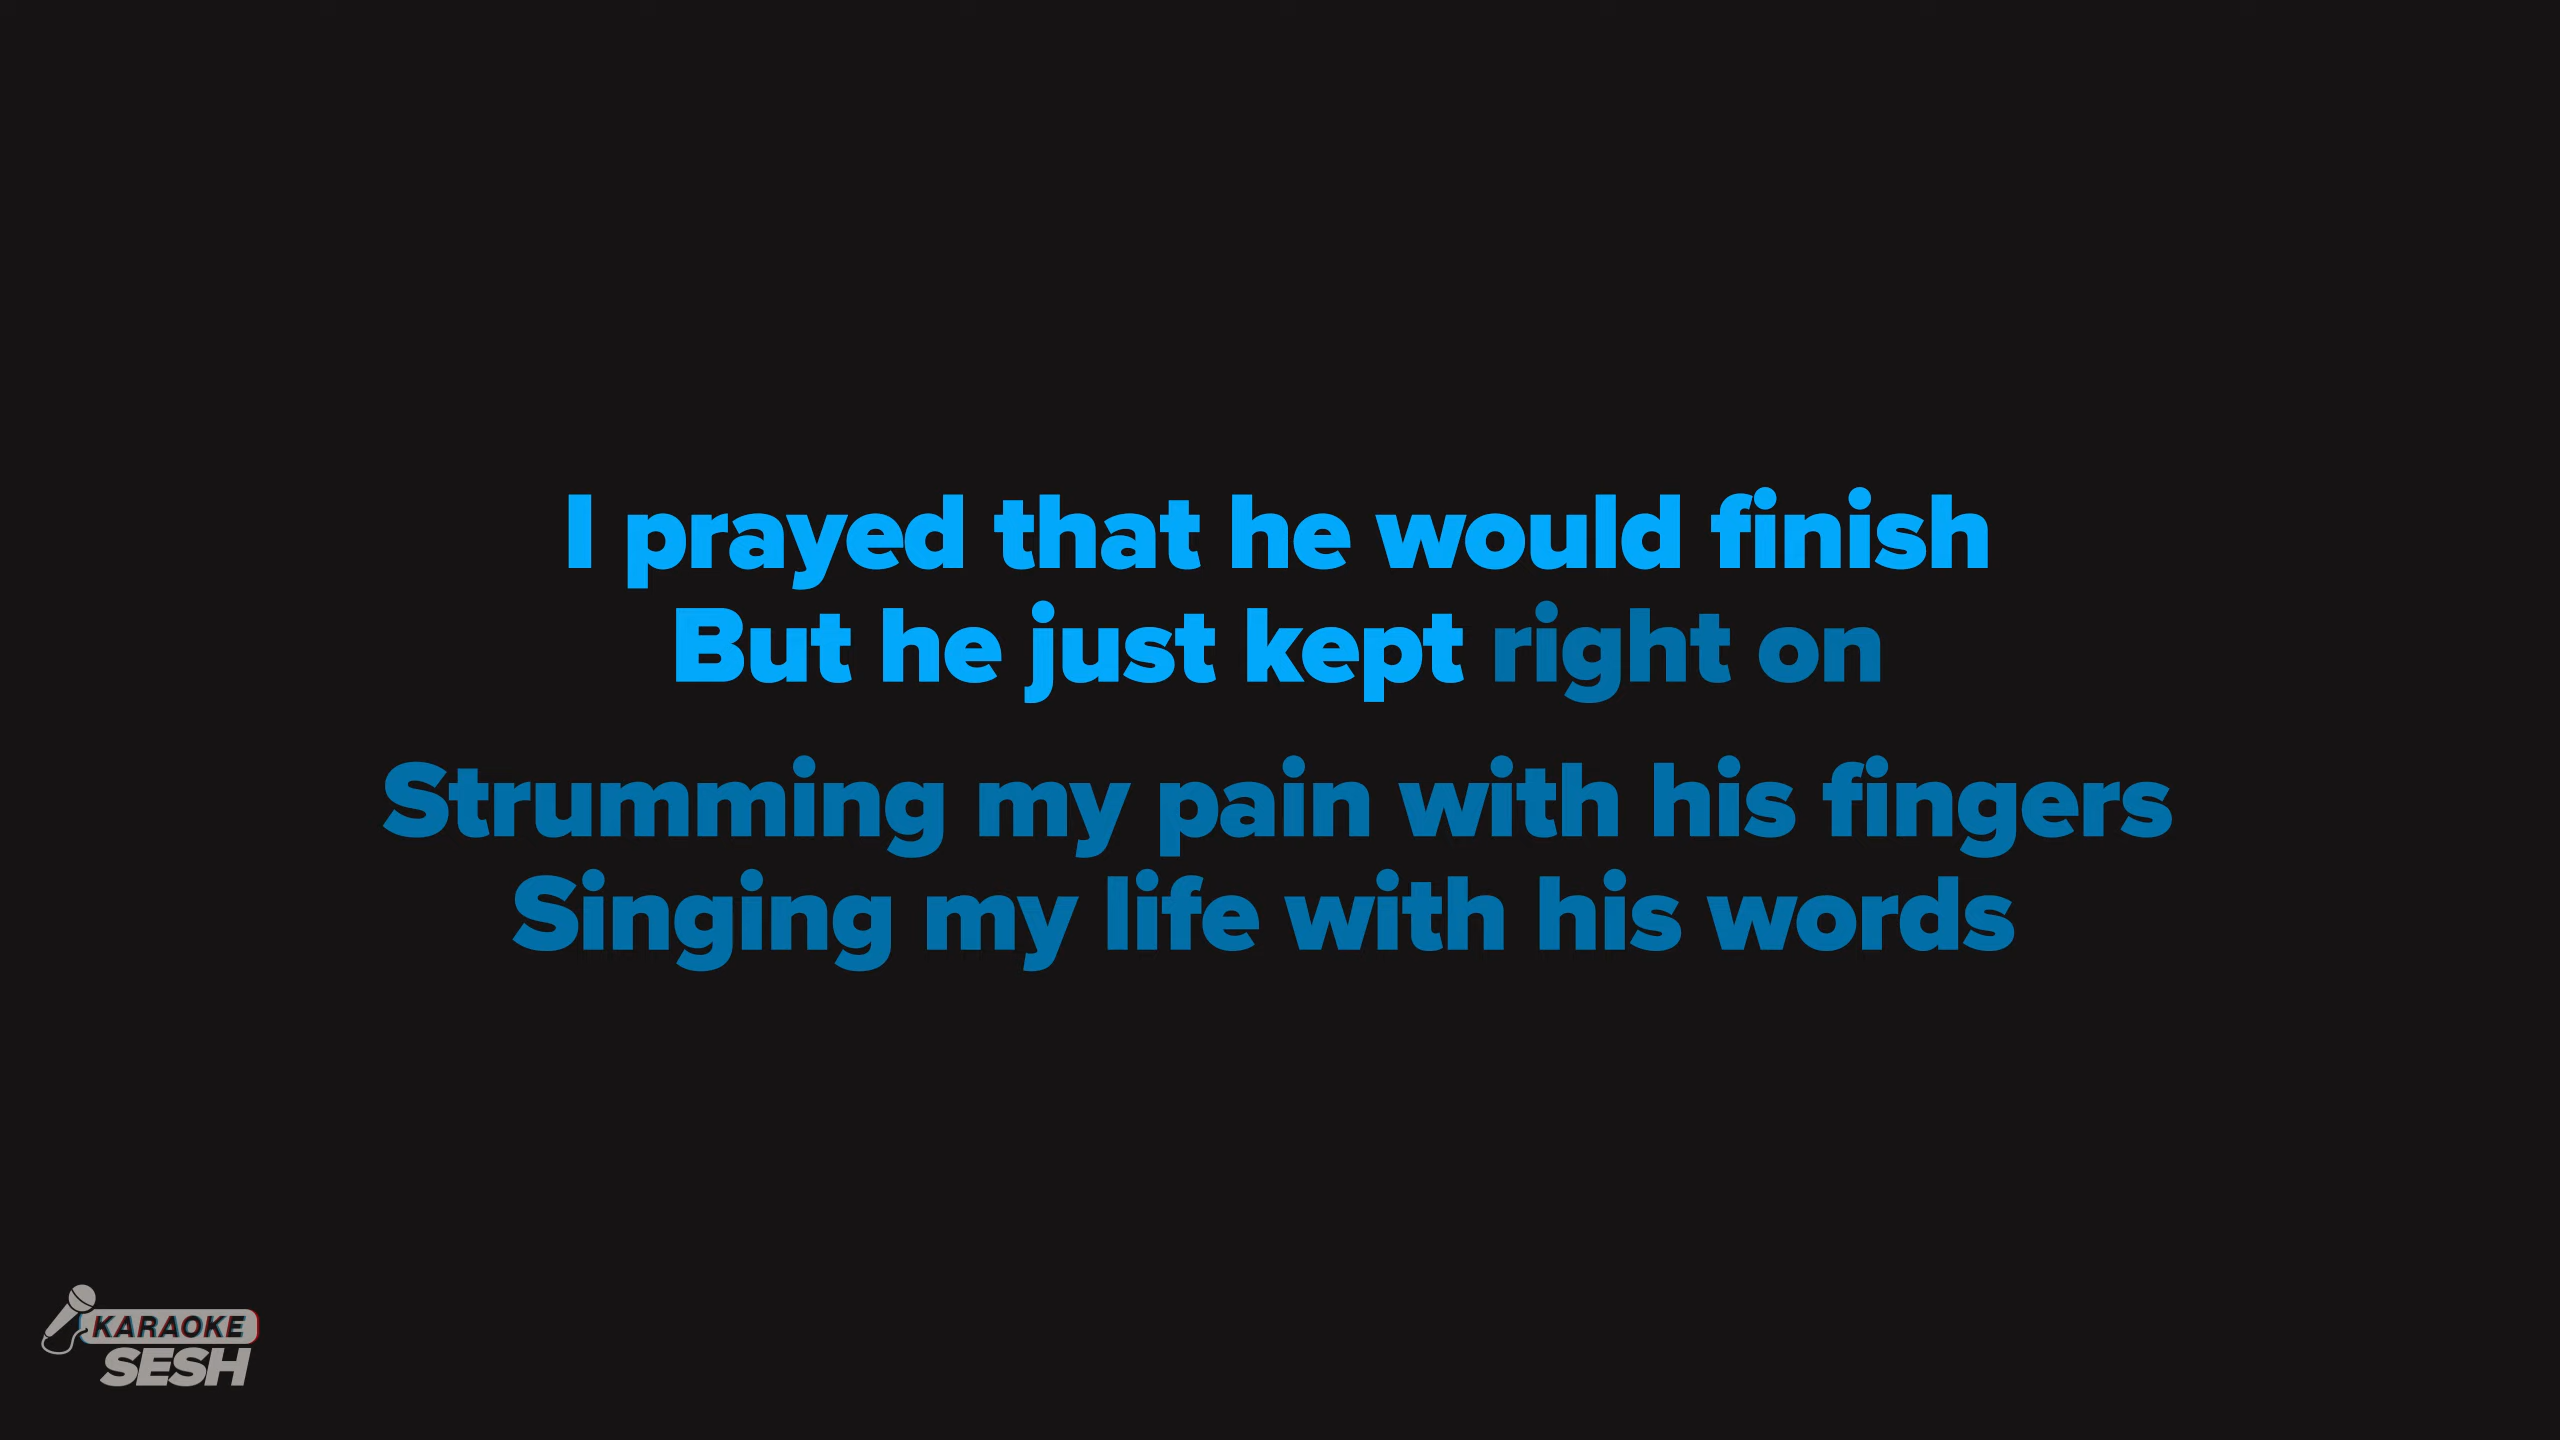 I prayed that he would finish
But he just kept right on
Strumming my pain with his fingers
Singing my life with his words
KARAOKE
SESH